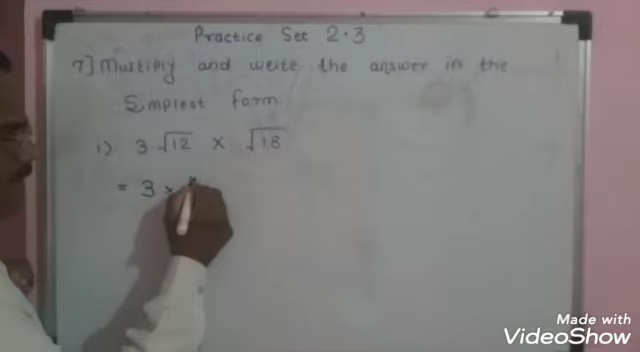 Practice Set 2.3
7] Multiply and write the answer in the
Simplest form
1) 3 √12 × √18
= 3 ×
Made with
VideoShow